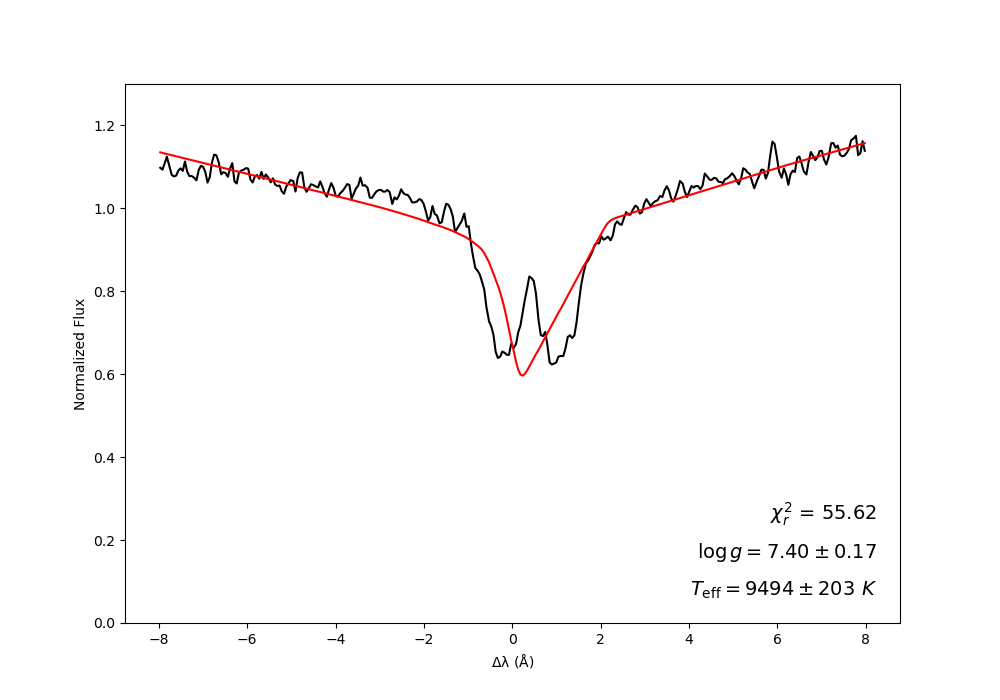 1.2
1.0
0.8
0.6
0.4
0.2
0.0
Normalized Flux
χ²ᵣ = 55.62
log g = 7.40 ± 0.17
T_eff = 9494 ± 203 K
−8 −6 −4 −2 0 2 4 6 8
Δλ (Å)